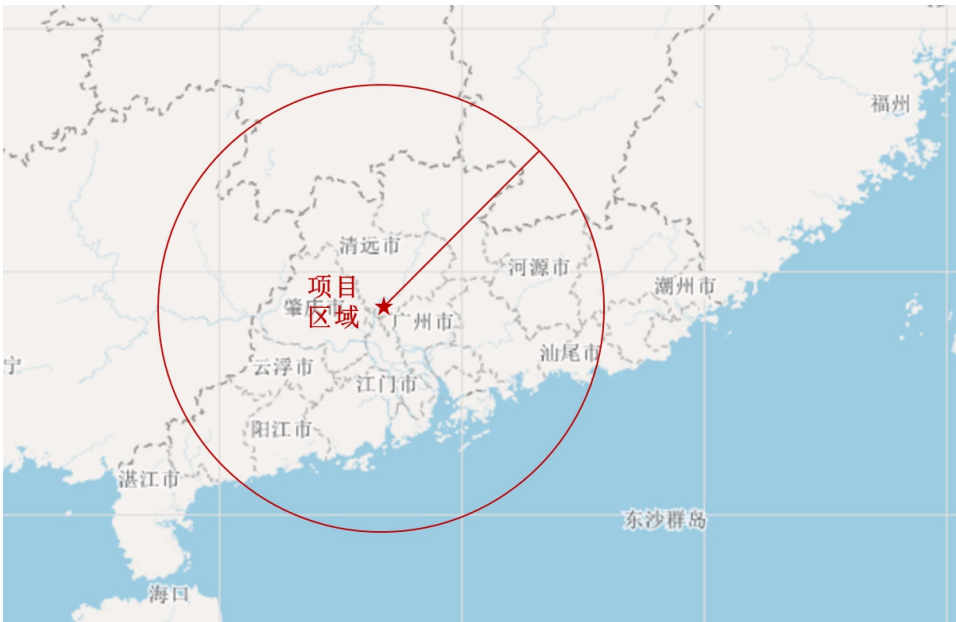 福州
清远市
河源市
项目
潮州市
肇庆市
区域
广州市
汕尾市
宁
云浮市
江门市
阳江市
湛江市
东沙群岛
海口